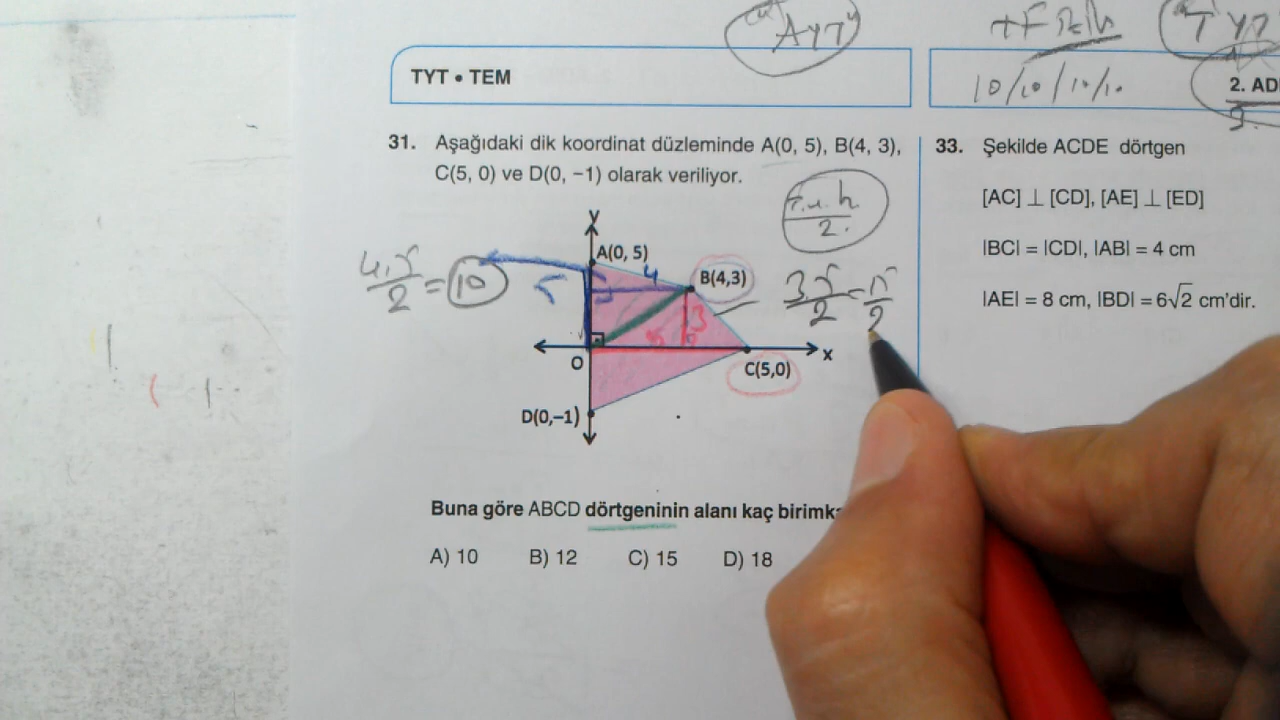 "AYT"
TYT
10/10/10/10
TYT • TEM
2. AD
31. Aşağıdaki dik koordinat düzleminde A(0, 5), B(4, 3),
C(5, 0) ve D(0, −1) olarak veriliyor.
T.u.h
2
y
A(0, 5)
B(4,3)
4
5
3
5
4.5
2
= 10
3.5
2
=
15
2
O
x
C(5,0)
D(0,−1)
Buna göre ABCD dörtgeninin alanı kaç birimka
A) 10 B) 12 C) 15 D) 18
33. Şekilde ACDE dörtgen
[AC] ⊥ [CD], [AE] ⊥ [ED]
|BC| = |CD|, |AB| = 4 cm
|AE| = 8 cm, |BD| = 6√2 cm'dir.